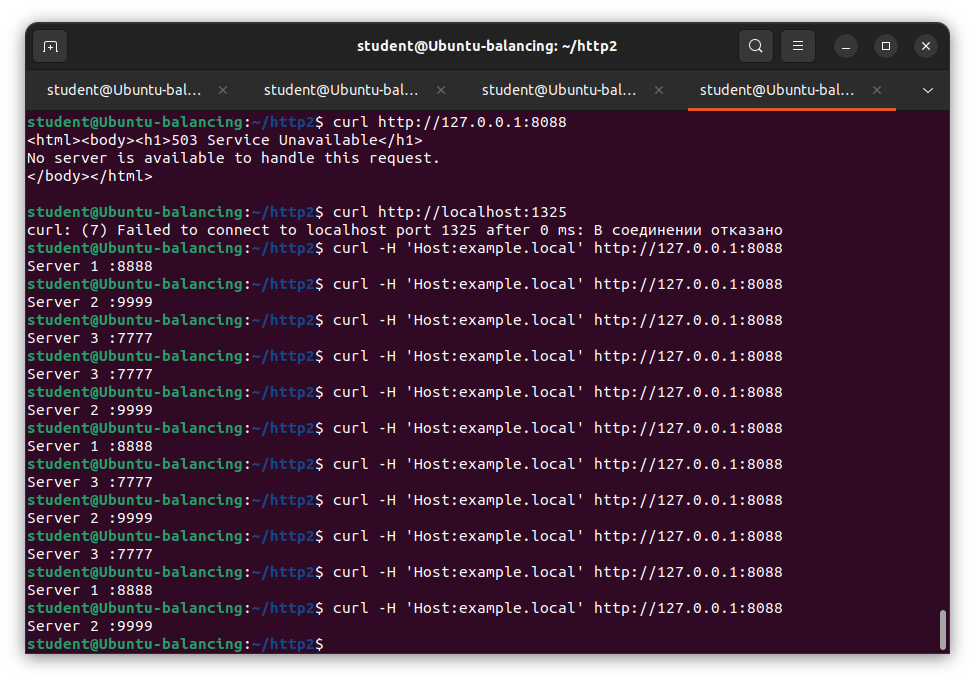 student@Ubuntu-balancing: ~/http2
student@Ubuntu-bal... × student@Ubuntu-bal... × student@Ubuntu-bal... × student@Ubuntu-bal... ×
student@Ubuntu-balancing:~/http2$ curl http://127.0.0.1:8088
<html><body><h1>503 Service Unavailable</h1>
No server is available to handle this request.
</body></html>
student@Ubuntu-balancing:~/http2$ curl http://localhost:1325
curl: (7) Failed to connect to localhost port 1325 after 0 ms: В соединении отказано
student@Ubuntu-balancing:~/http2$ curl -H 'Host:example.local' http://127.0.0.1:8088
Server 1 :8888
student@Ubuntu-balancing:~/http2$ curl -H 'Host:example.local' http://127.0.0.1:8088
Server 2 :9999
student@Ubuntu-balancing:~/http2$ curl -H 'Host:example.local' http://127.0.0.1:8088
Server 3 :7777
student@Ubuntu-balancing:~/http2$ curl -H 'Host:example.local' http://127.0.0.1:8088
Server 3 :7777
student@Ubuntu-balancing:~/http2$ curl -H 'Host:example.local' http://127.0.0.1:8088
Server 2 :9999
student@Ubuntu-balancing:~/http2$ curl -H 'Host:example.local' http://127.0.0.1:8088
Server 1 :8888
student@Ubuntu-balancing:~/http2$ curl -H 'Host:example.local' http://127.0.0.1:8088
Server 3 :7777
student@Ubuntu-balancing:~/http2$ curl -H 'Host:example.local' http://127.0.0.1:8088
Server 2 :9999
student@Ubuntu-balancing:~/http2$ curl -H 'Host:example.local' http://127.0.0.1:8088
Server 3 :7777
student@Ubuntu-balancing:~/http2$ curl -H 'Host:example.local' http://127.0.0.1:8088
Server 1 :8888
student@Ubuntu-balancing:~/http2$ curl -H 'Host:example.local' http://127.0.0.1:8088
Server 2 :9999
student@Ubuntu-balancing:~/http2$